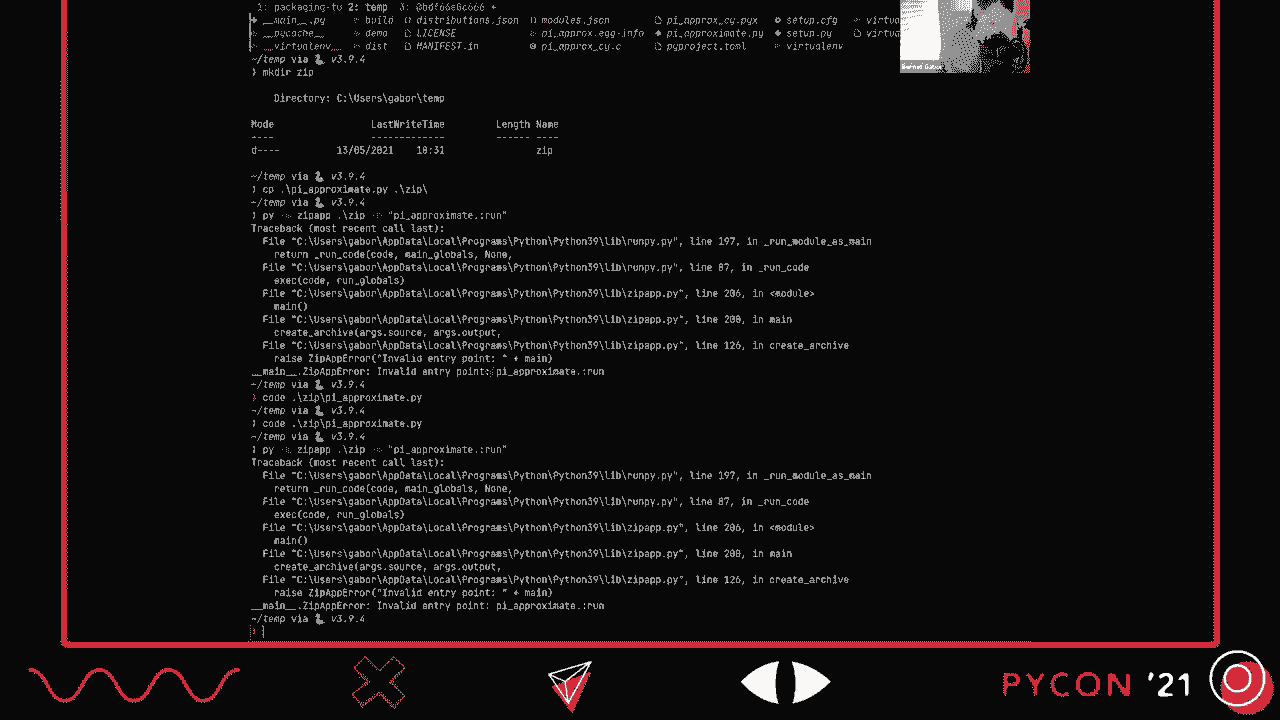 1: packaging-tw 2: temp 3: @bdf66s6c666 ←
__main__.py build distributions.json modules.json pi_approx_cy.pyx setup.cfg
__pycache__ demo LICENSE pi_approx.egg-info pi_approximate.py setup.py
__virtualenv__ dist MANIFEST.in pi_approx_cy.c pyproject.toml virtualenv
~/temp via v3.9.4
❯ mkdir zip
Directory: C:\Users\gabor\temp
Mode LastWriteTime Length Name
---- ------------- ------ ----
d---- 13/05/2021 10:31 zip
~/temp via v3.9.4
❯ cp .\pi_approximate.py .\zip\
~/temp via v3.9.4
❯ py zipapp .\zip "pi_approximate.:run"
Traceback (most recent call last):
File "C:\Users\gabor\AppData\Local\Programs\Python\Python39\lib\runpy.py", line 197, in _run_module_as_main
return _run_code(code, main_globals, None,
File "C:\Users\gabor\AppData\Local\Programs\Python\Python39\lib\runpy.py", line 87, in _run_code
exec(code, run_globals)
File "C:\Users\gabor\AppData\Local\Programs\Python\Python39\lib\zipapp.py", line 206, in <module>
main()
File "C:\Users\gabor\AppData\Local\Programs\Python\Python39\lib\zipapp.py", line 200, in main
create_archive(args.source, args.output,
File "C:\Users\gabor\AppData\Local\Programs\Python\Python39\lib\zipapp.py", line 126, in create_archive
raise ZipAppError("Invalid entry point: " + main)
__main__.ZipAppError: Invalid entry point: pi_approximate.:run
~/temp via v3.9.4
❯ code .\zip\pi_approximate.py
~/temp via v3.9.4
❯ code .\zip\pi_approximate.py
~/temp via v3.9.4
❯ py zipapp .\zip "pi_approximate.:run"
Traceback (most recent call last):
File "C:\Users\gabor\AppData\Local\Programs\Python\Python39\lib\runpy.py", line 197, in _run_module_as_main
return _run_code(code, main_globals, None,
File "C:\Users\gabor\AppData\Local\Programs\Python\Python39\lib\runpy.py", line 87, in _run_code
exec(code, run_globals)
File "C:\Users\gabor\AppData\Local\Programs\Python\Python39\lib\zipapp.py", line 206, in <module>
main()
File "C:\Users\gabor\AppData\Local\Programs\Python\Python39\lib\zipapp.py", line 200, in main
create_archive(args.source, args.output,
File "C:\Users\gabor\AppData\Local\Programs\Python\Python39\lib\zipapp.py", line 126, in create_archive
raise ZipAppError("Invalid entry point: " + main)
__main__.ZipAppError: Invalid entry point: pi_approximate.:run
~/temp via v3.9.4
❯
PYCON '21